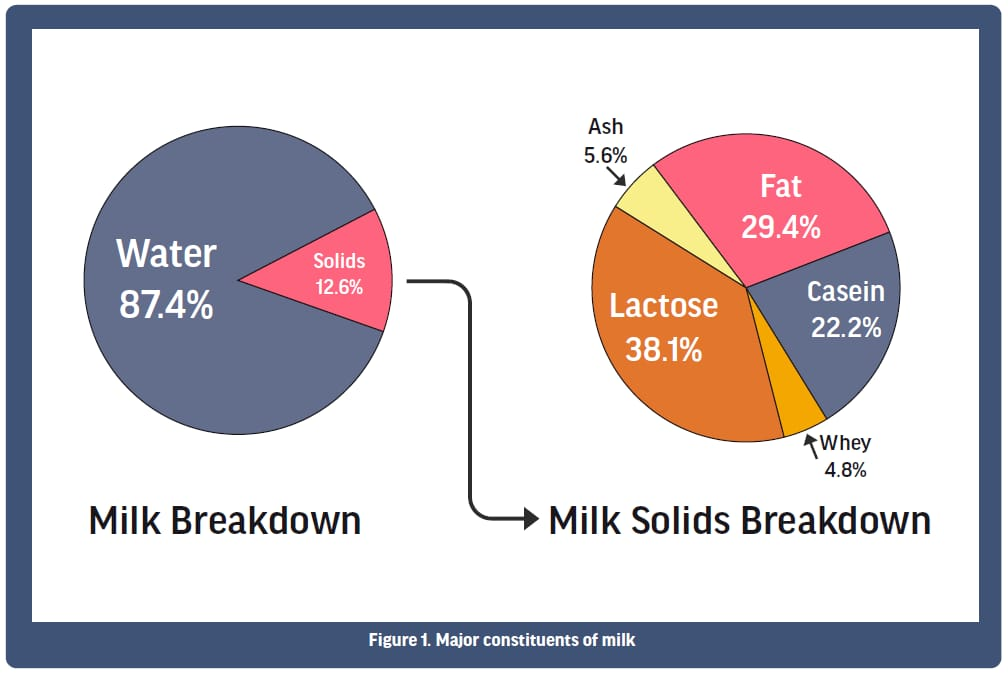 Water
87.4%
Solids
12.6%
Milk Breakdown
Ash
5.6%
Fat
29.4%
Casein
22.2%
Lactose
38.1%
Whey
4.8%
Milk Solids Breakdown
Figure 1. Major constituents of milk